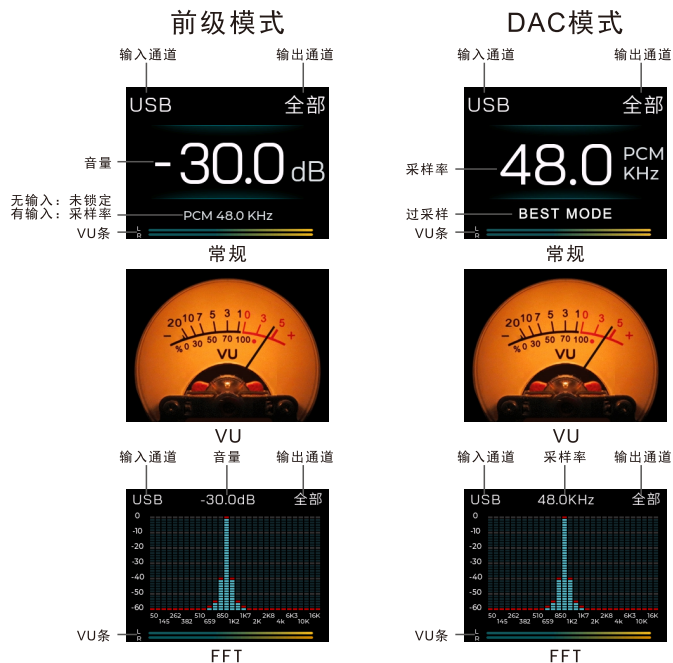 前级模式
DAC模式
输入通道
输出通道
输入通道
输出通道
USB
全部
音量
-30.0 dB
无输入：未锁定
有输入：采样率
PCM 48.0 KHz
VU条
L
R
常规
USB
全部
采样率
48.0
PCM
KHz
过采样
BEST MODE
VU条
L
R
常规
- 20 10 7 5 3 1 0 3 5 +
% 0 30 50 70 100
VU
VU
- 20 10 7 5 3 1 0 3 5 +
% 0 30 50 70 100
VU
VU
输入通道
音量
输出通道
USB
-30.0dB
全部
0
-10
-20
-30
-40
-50
-60
50 262 510 850 1K7 2K8 6K3 16K
145 382 659 1K2 2K 4k 10K
VU条
L
R
FFT
输入通道
采样率
输出通道
USB
48.0KHz
全部
0
-10
-20
-30
-40
-50
-60
50 262 510 850 1K7 2K8 6K3 16K
145 382 659 1K2 2K 4k 10K
VU条
L
R
FFT